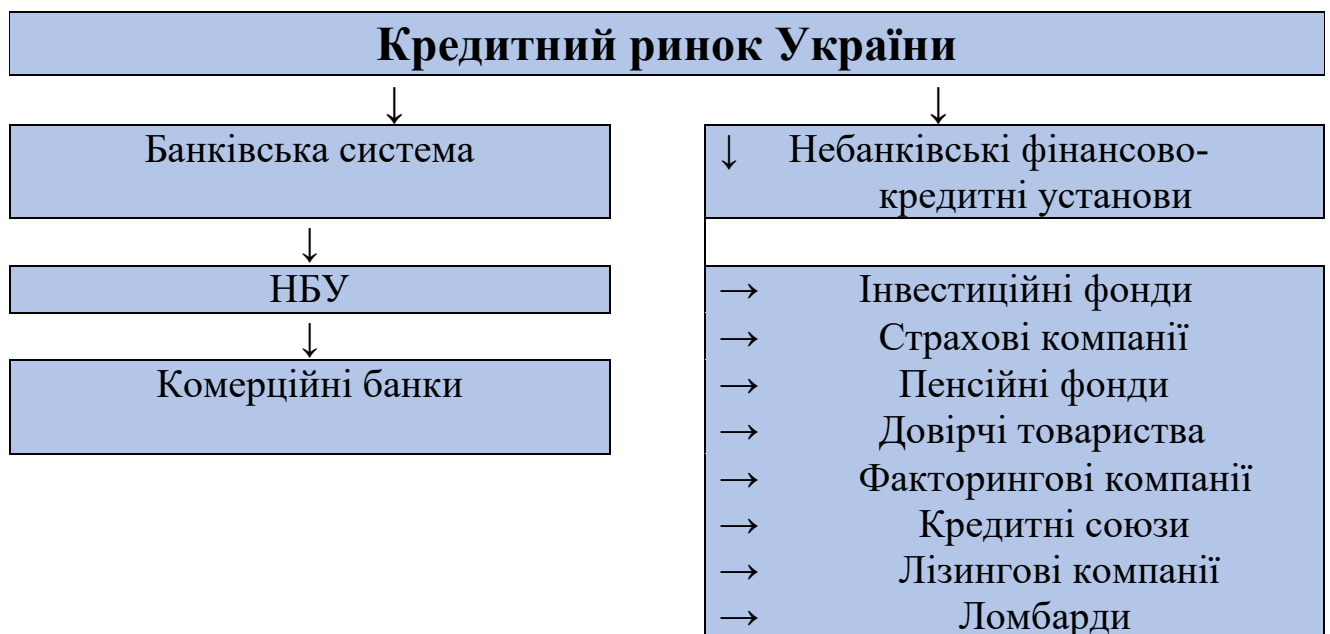 Кредитний ринок України
↓ ↓
Банківська система
↓ Небанківські фінансово-
кредитні установи
↓
НБУ
↓
Комерційні банки
→ Інвестиційні фонди
→ Страхові компанії
→ Пенсійні фонди
→ Довірчі товариства
→ Факторингові компанії
→ Кредитні союзи
→ Лізингові компанії
→ Ломбарди